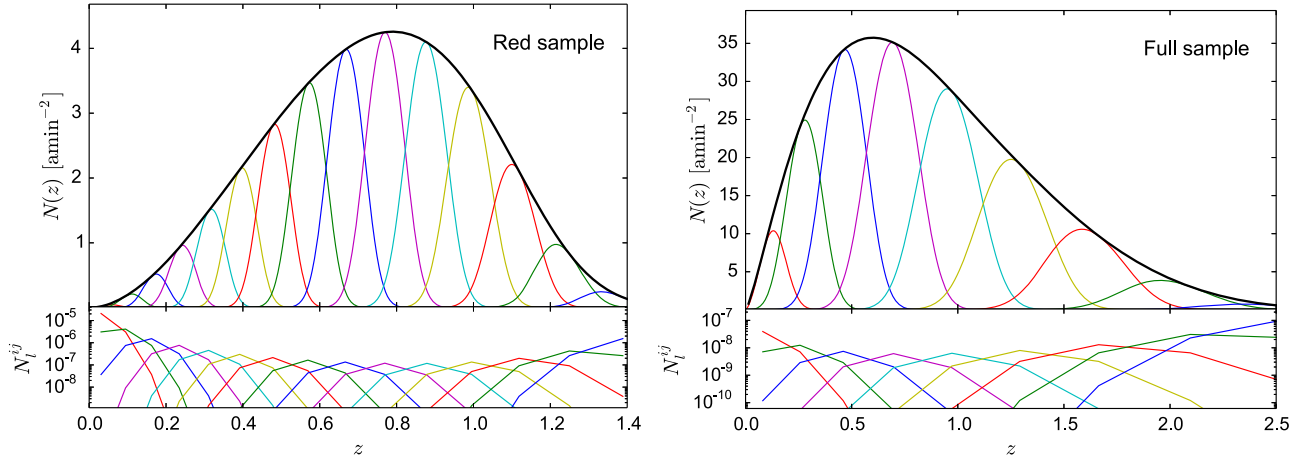 Red sample
N(z) [amin⁻²]
4
3
2
1
N_l^{ij}
10⁻⁵
10⁻⁶
10⁻⁷
10⁻⁸
0.0 0.2 0.4 0.6 0.8 1.0 1.2 1.4
z
Full sample
N(z) [amin⁻²]
35
30
25
20
15
10
5
N_l^{ij}
10⁻⁷
10⁻⁸
10⁻⁹
10⁻¹⁰
0.0 0.5 1.0 1.5 2.0 2.5
z